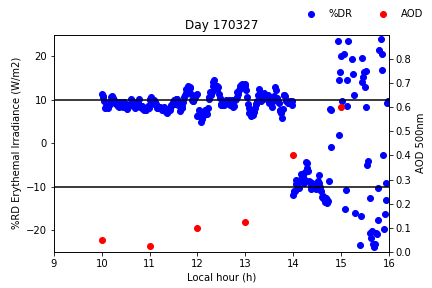 %DR AOD
Day 170327
20
10
0
−10
−20
%RD Erythemal Irradiance (W/m2)
0.8
0.7
0.6
0.5
0.4
0.3
0.2
0.1
0.0
AOD 500nm
9 10 11 12 13 14 15 16
Local hour (h)